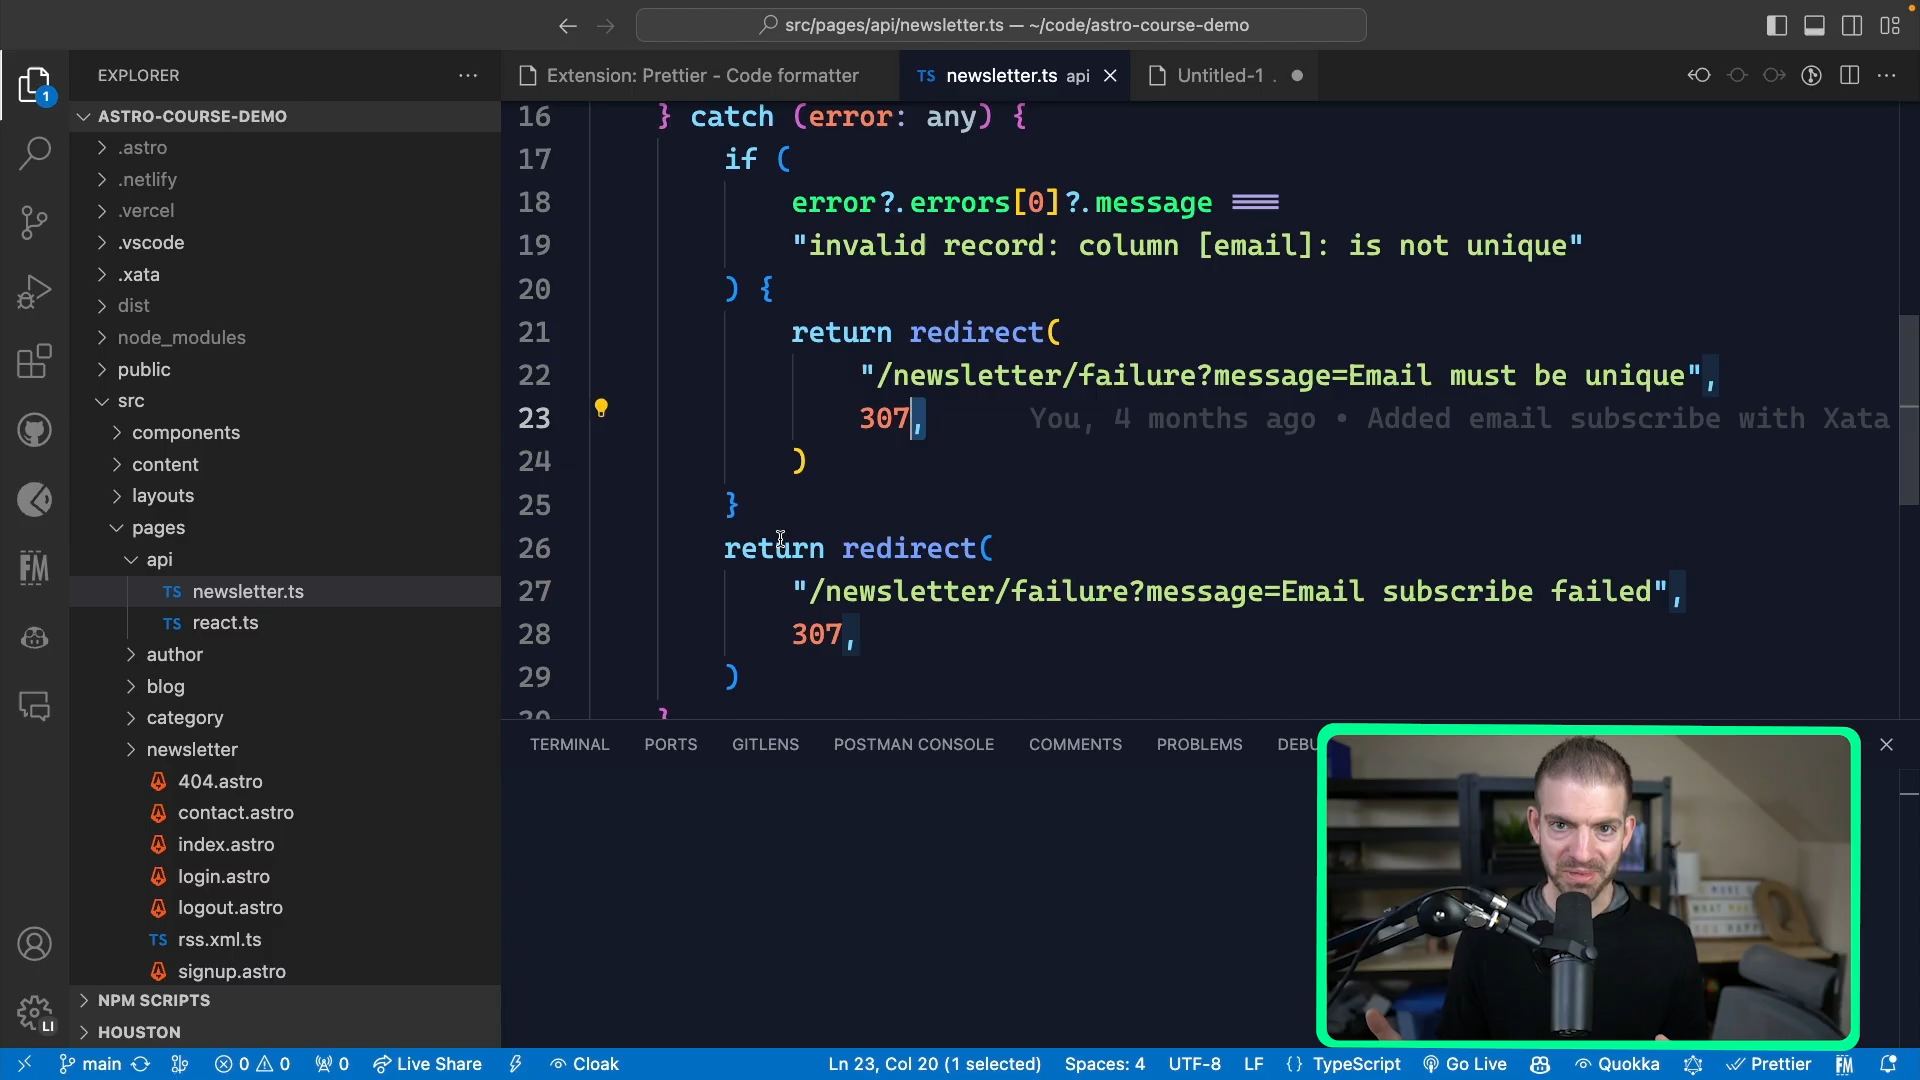 src/pages/api/newsletter.ts — ~/code/astro-course-demo
EXPLORER
1
ASTRO-COURSE-DEMO
.astro
.netlify
.vercel
.vscode
.xata
dist
node_modules
public
src
components
content
layouts
pages
api
TS newsletter.ts
TS react.ts
author
blog
category
newsletter
404.astro
contact.astro
index.astro
login.astro
logout.astro
TS rss.xml.ts
signup.astro
NPM SCRIPTS
HOUSTON
FM
LI
Extension: Prettier - Code formatter
TS newsletter.ts api
Untitled-1 .
16 } catch (error: any) {
17 if (
18 error?.errors[0]?.message ===
19 "invalid record: column [email]: is not unique"
20 ) {
21 return redirect(
22 "/newsletter/failure?message=Email must be unique",
23 307, You, 4 months ago • Added email subscribe with Xata
24 )
25 }
26 return redirect(
27 "/newsletter/failure?message=Email subscribe failed",
28 307,
29 )
30 }
TERMINAL PORTS GITLENS POSTMAN CONSOLE COMMENTS PROBLEMS DEBU
main 0 0 0 Live Share Cloak Ln 23, Col 20 (1 selected) Spaces: 4 UTF-8 LF {} TypeScript Go Live Quokka Prettier FM